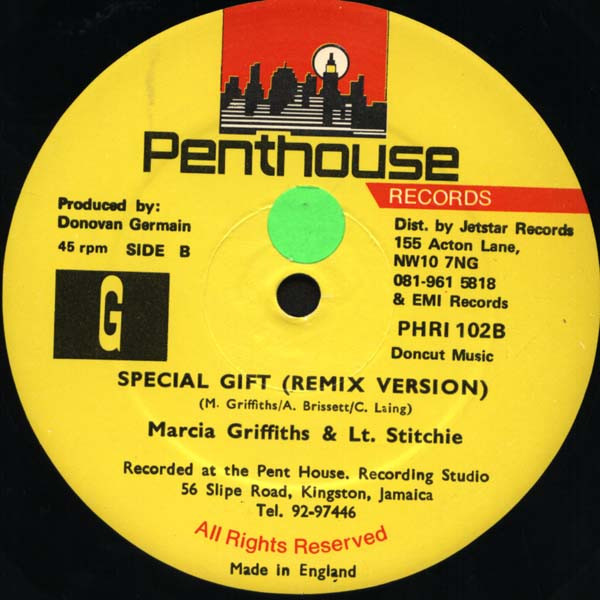 Penthouse
RECORDS
Produced by:
Donovan Germain
45 rpm SIDE B
G
Dist. by Jetstar Records
155 Acton Lane,
NW10 7NG
081-961 5818
& EMI Records
PHRI 102B
Doncut Music
SPECIAL GIFT (REMIX VERSION)
(M. Griffiths/A. Brissett/C. Laing)
Marcia Griffiths & Lt. Stitchie
Recorded at the Pent House. Recording Studio
56 Slipe Road, Kingston, Jamaica
Tel. 92-97446
All Rights Reserved
Made in England